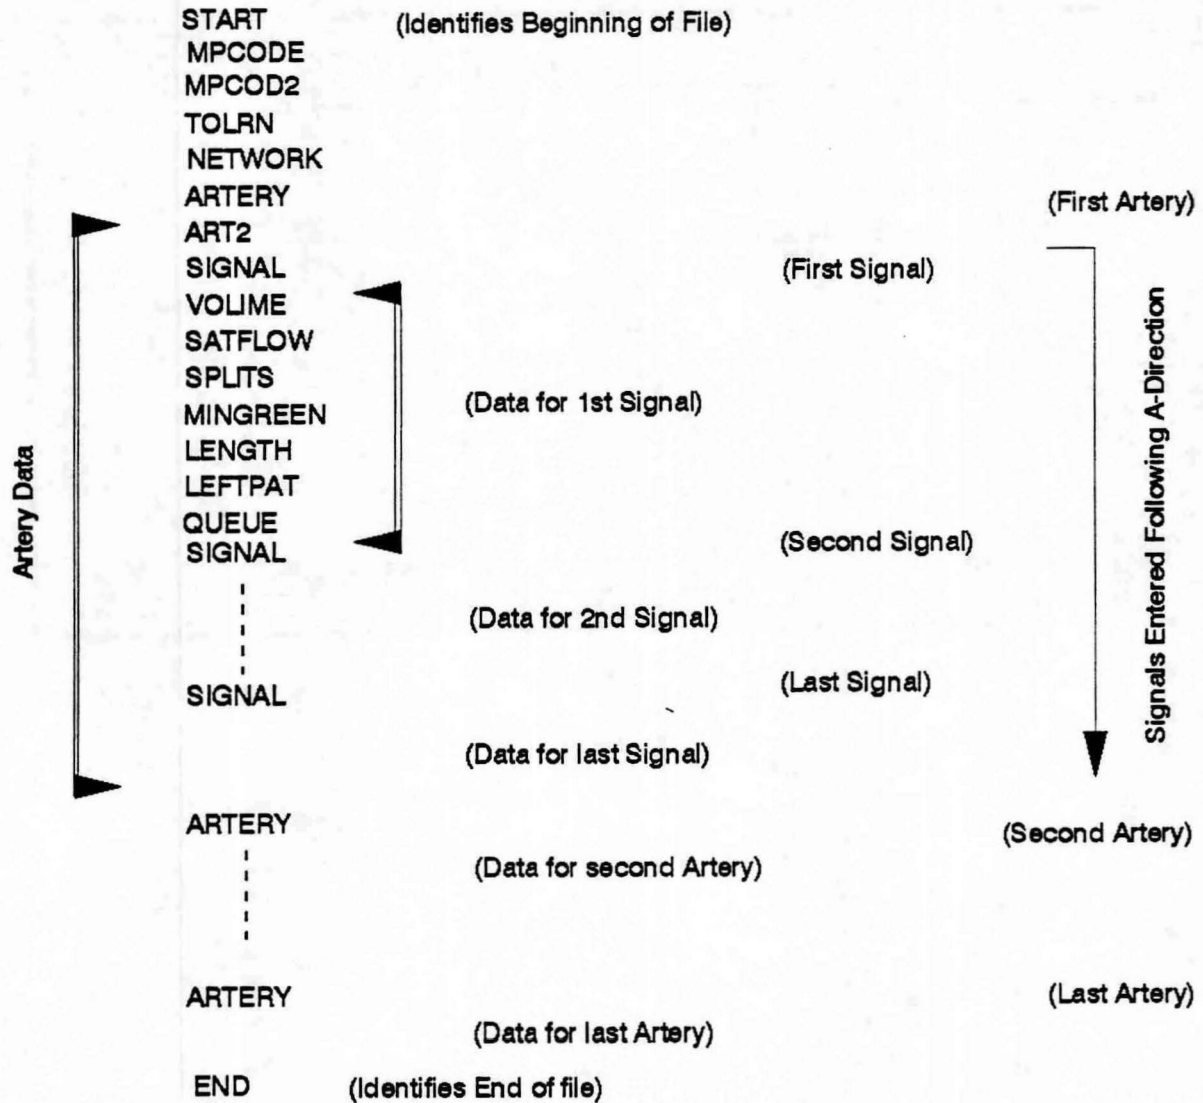 START (Identifies Beginning of File)
MPCODE
MPCOD2
TOLRN
NETWORK
ARTERY (First Artery)
ART2
SIGNAL (First Signal)
VOLIME
SATFLOW
SPLITS
MINGREEN (Data for 1st Signal)
LENGTH
LEFTPAT
QUEUE
SIGNAL (Second Signal)
(Data for 2nd Signal)
SIGNAL (Last Signal)
(Data for last Signal)
ARTERY (Second Artery)
(Data for second Artery)
ARTERY (Last Artery)
(Data for last Artery)
END (Identifies End of file)
Artery Data
Signals Entered Following A-Direction